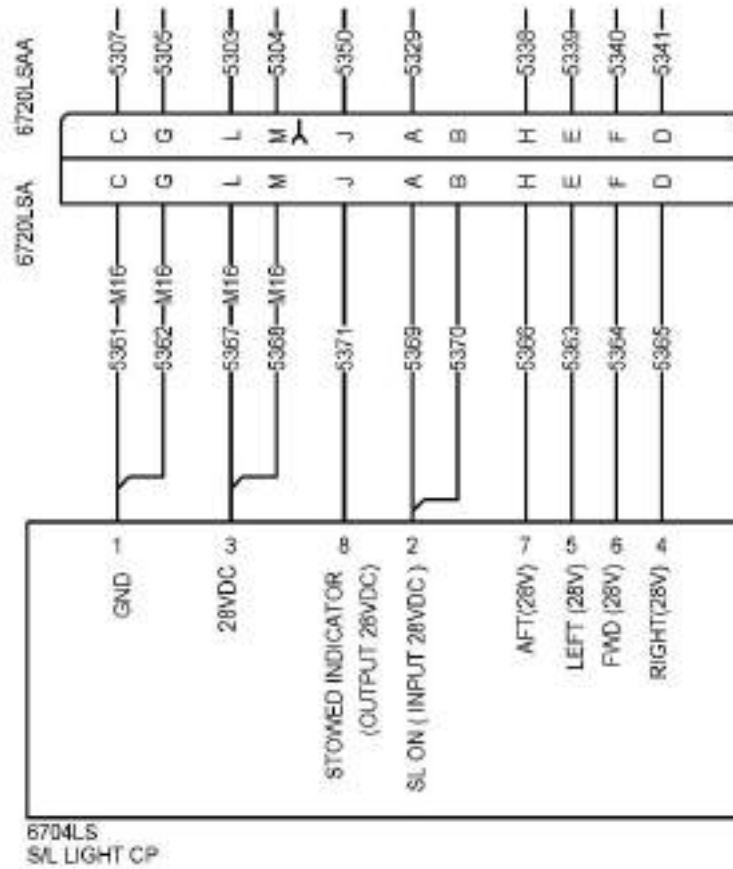 5307 5305 5303 5304 5350 5329 5338 5339 5340 5341
6720LSAA
C G L M J A B H E F D
6720LSA
C G L M J A B H E F D
5361 M16 5362 M16 5367 M16 5368 M16 5371 5369 5370 5366 5363 5364 5365
1 3 8 2 7 5 6 4
GND
28VDC
STOWED INDICATOR
(OUTPUT 28VDC)
SL ON ( INPUT 28VDC )
AFT(28V)
LEFT (28V)
FWD (28V)
RIGHT(28V)
6704LS
S/L LIGHT CP